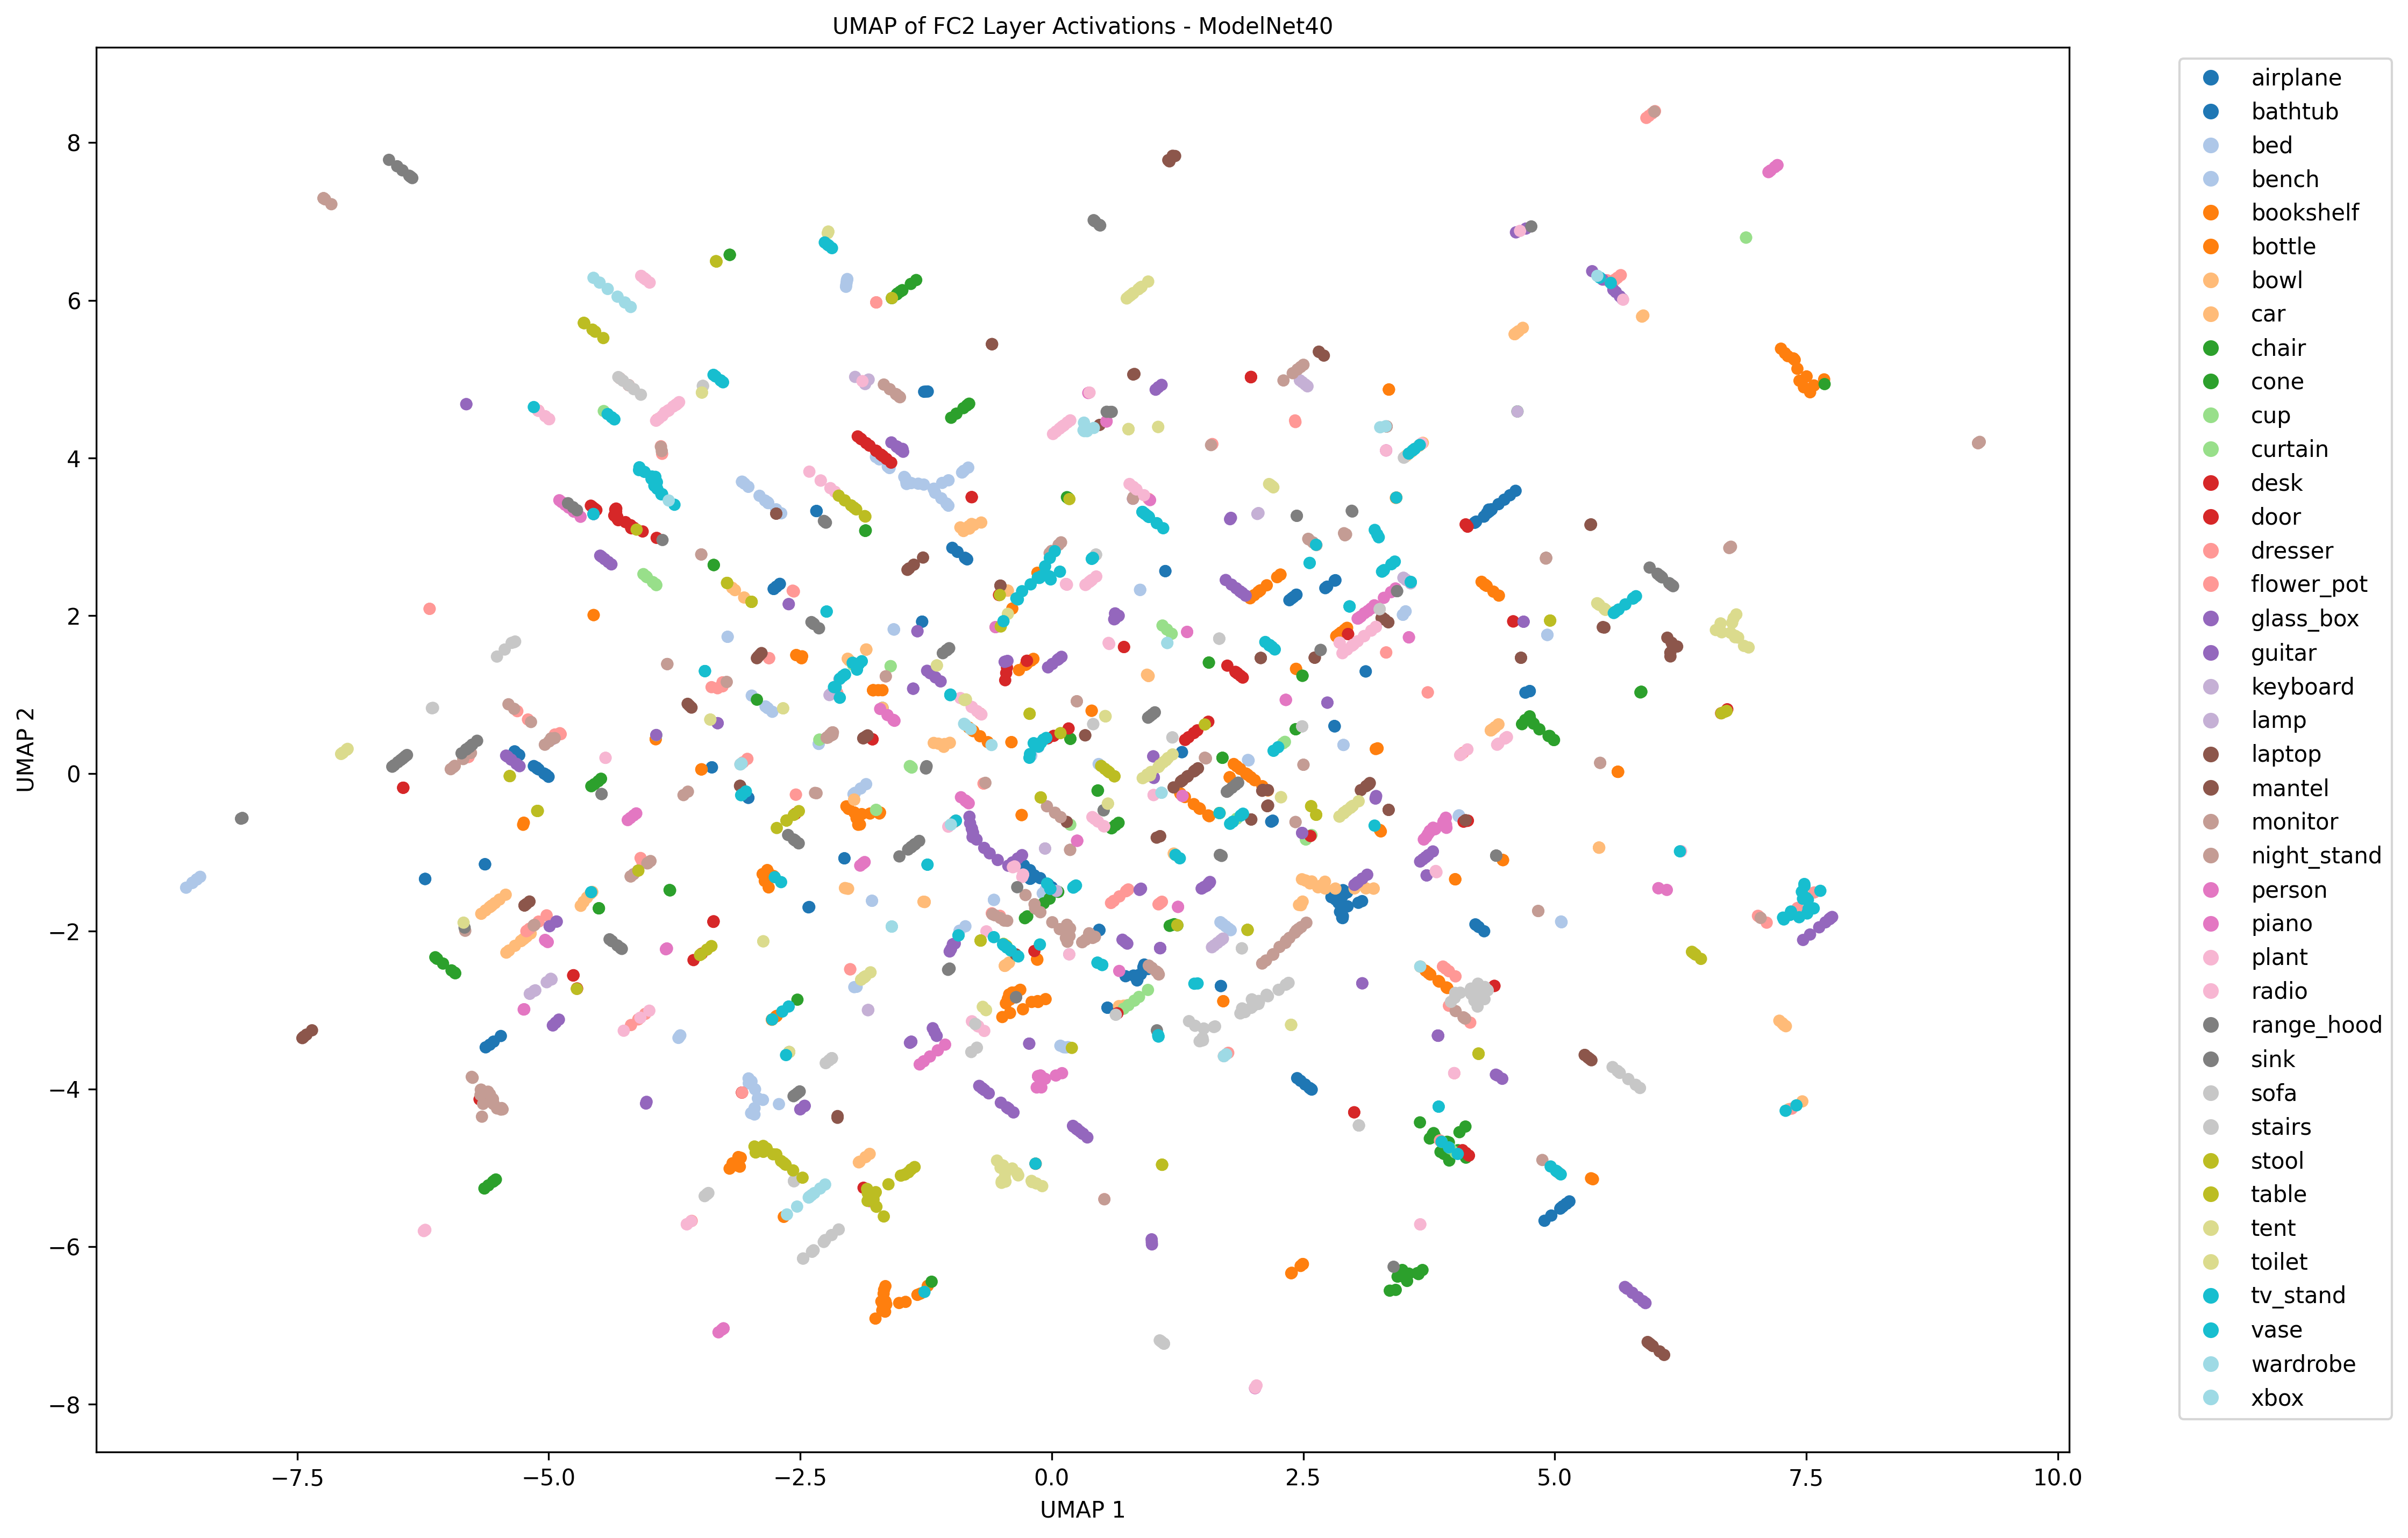 UMAP of FC2 Layer Activations - ModelNet40
8
6
4
2
0
−2
−4
−6
−8
UMAP 2
−7.5
−5.0
−2.5
0.0
2.5
5.0
7.5
10.0
UMAP 1
airplane
bathtub
bed
bench
bookshelf
bottle
bowl
car
chair
cone
cup
curtain
desk
door
dresser
flower_pot
glass_box
guitar
keyboard
lamp
laptop
mantel
monitor
night_stand
person
piano
plant
radio
range_hood
sink
sofa
stairs
stool
table
tent
toilet
tv_stand
vase
wardrobe
xbox